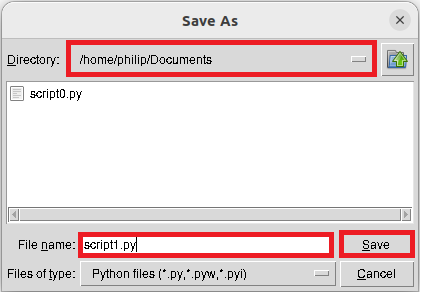 Save As
Directory: /home/philip/Documents
script0.py
File name: script1.py Save
Files of type: Python files (*.py,*.pyw,*.pyi) Cancel